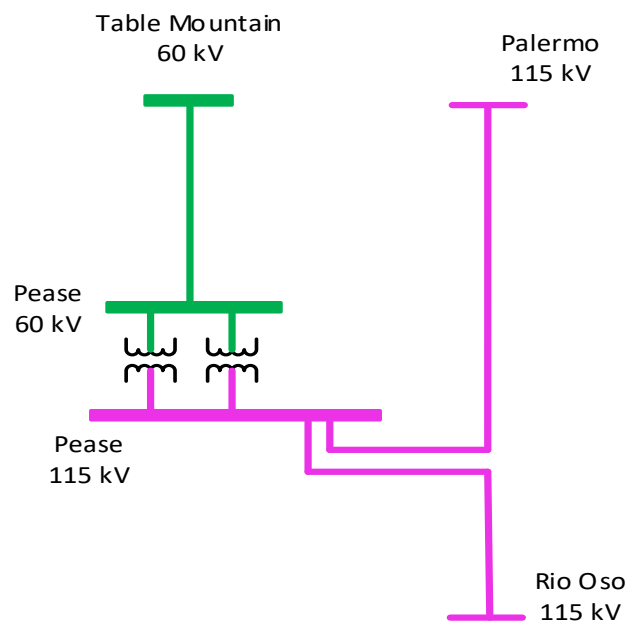 Table Mountain
60 kV
Palermo
115 kV
Pease
60 kV
Pease
115 kV
Rio Oso
115 kV